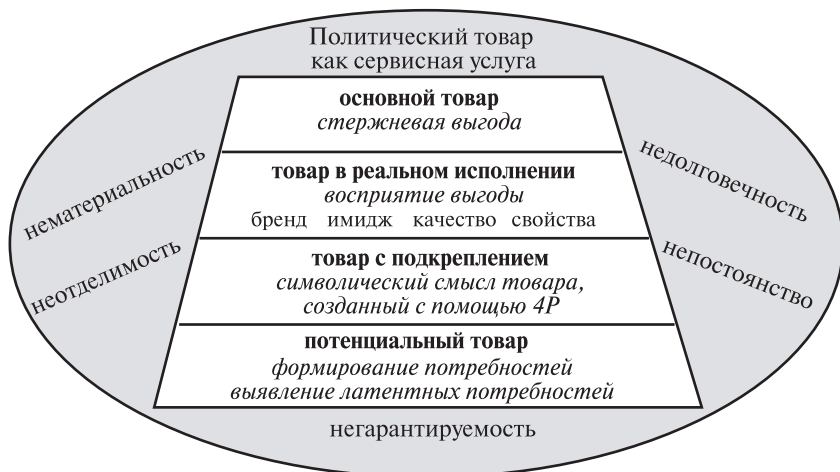 Политический товар
как сервисная услуга
основной товар
стержневая выгода
товар в реальном исполнении
восприятие выгоды
бренд имидж качество свойства
товар с подкреплением
символический смысл товара,
созданный с помощью 4Р
потенциальный товар
формирование потребностей
выявление латентных потребностей
нематериальность
неотделимость
недолговечность
непостоянство
негарантируемость